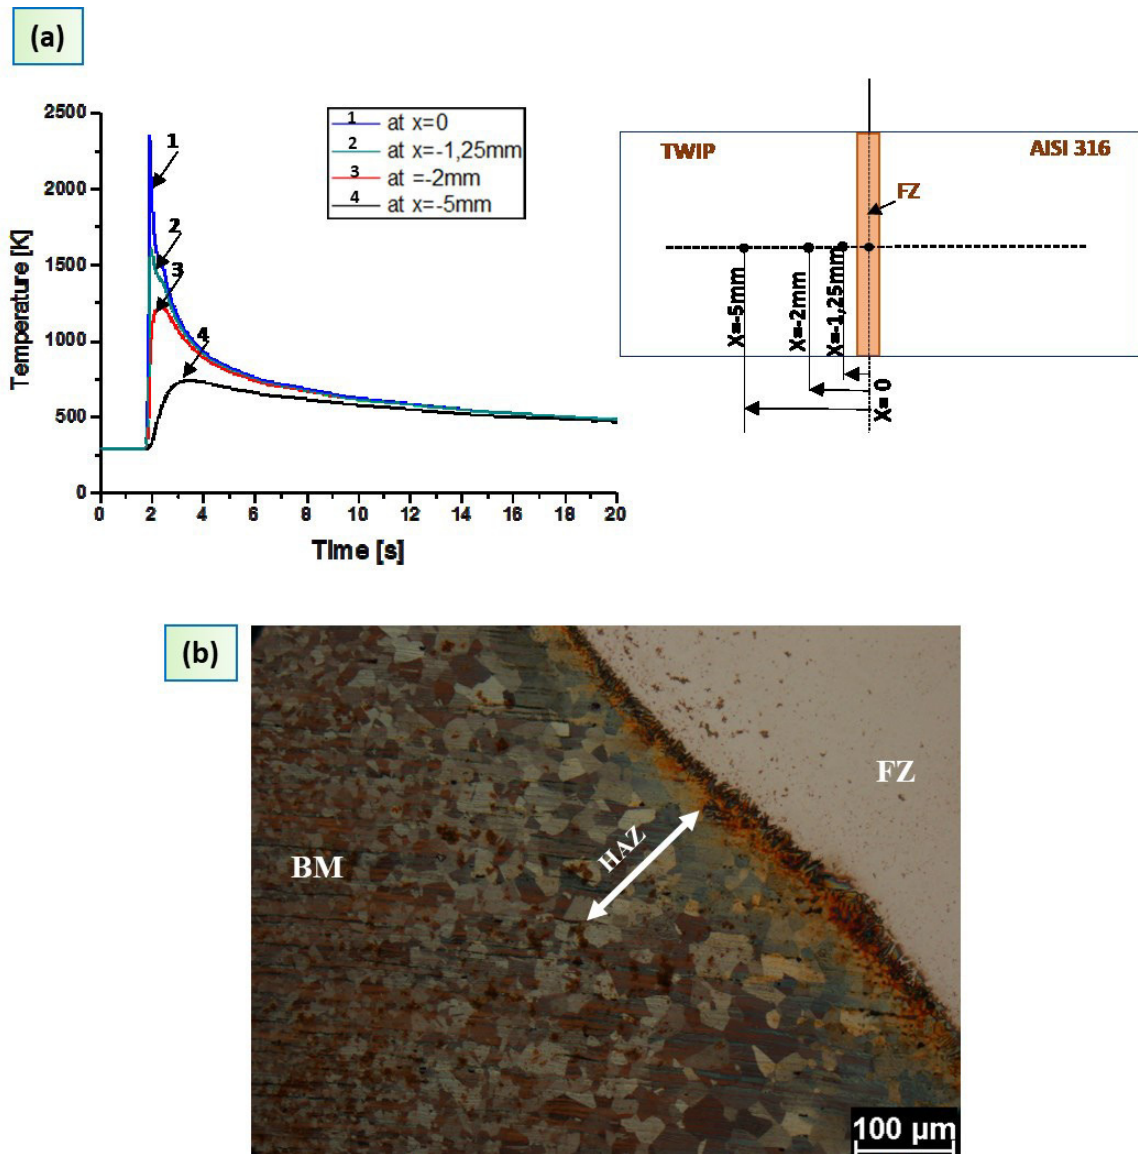 (a)
2500
2000
1500
1000
500
0
Temperature [K]
0 2 4 6 8 10 12 14 16 18 20
Time [s]
1
2
3
4
1 at x=0
2 at x=-1,25mm
3 at =-2mm
4 at x=-5mm
TWIP
AISI 316
FZ
X=-5mm
X=-2mm
X=-1,25mm
X= 0
(b)
BM
HAZ
FZ
100 µm